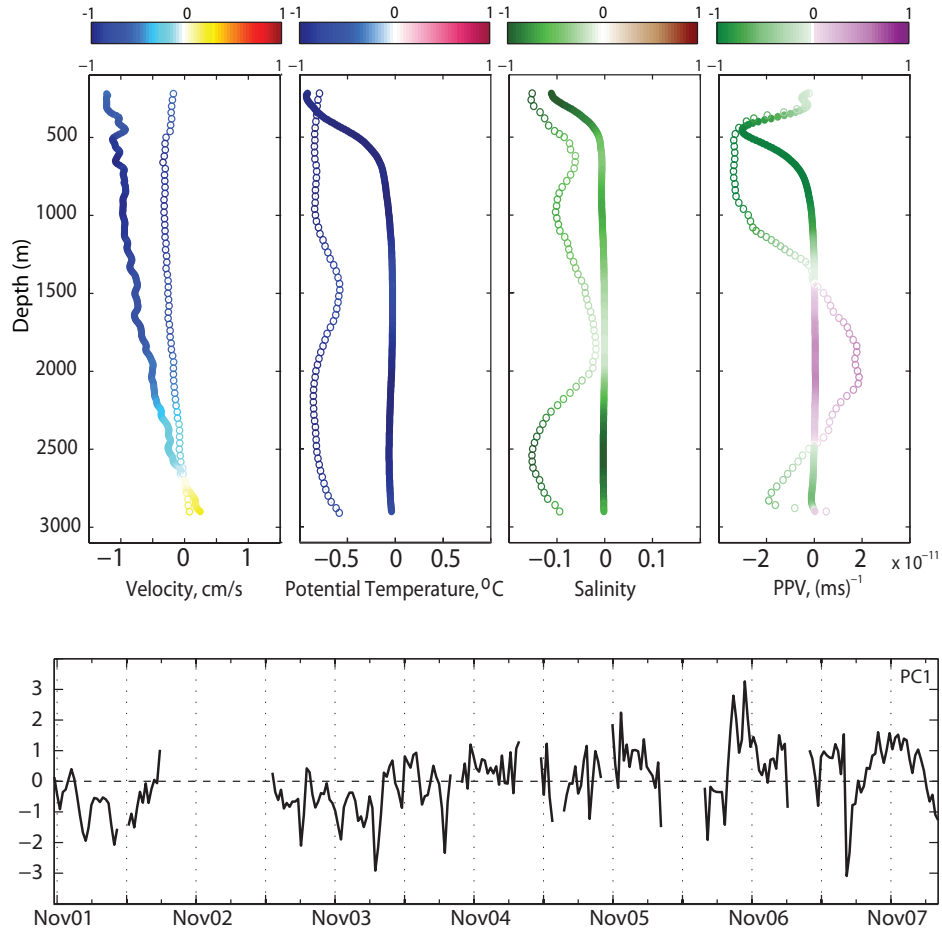 -1 0 1 -1 0 1 -1 0 1 -1 0 1
−1 1 −1 1 −1 1 −1 1
500
1000
1500
2000
2500
3000
Depth (m)
−1 0 1 −0.5 0 0.5 −0.1 0 0.1 −2 0 2 x 10⁻¹¹
Velocity, cm/s Potential Temperature, ⁰C Salinity PPV, (ms)⁻¹
PC1
3
2
1
0
−1
−2
−3
Nov01 Nov02 Nov03 Nov04 Nov05 Nov06 Nov07